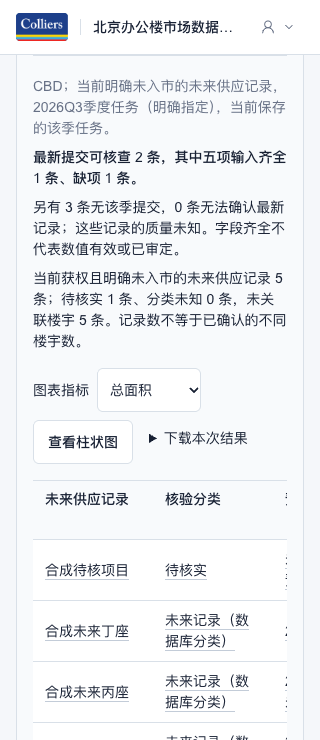 Colliers
北京办公楼市场数据…
CBD；当前明确未入市的未来供应记录，
2026Q3季度任务（明确指定），当前保存
的该季任务。
最新提交可核查 2 条，其中五项输入齐全
1 条、缺项 1 条。
另有 3 条无该季提交，0 条无法确认最新
记录；这些记录的质量未知。字段齐全不
代表数值有效或已审定。
当前获权且明确未入市的未来供应记录 5
条；待核实 1 条、分类未知 0 条，未关
联楼宇 5 条。记录数不等于已确认的不同
楼宇数。
图表指标 总面积
查看柱状图 ▶ 下载本次结果
未来供应记录 核验分类
合成待核项目 待核实
合成未来丁座 未来记录（数
据库分类）
合成未来丙座 未来记录（数
据库分类）
未来记录（数